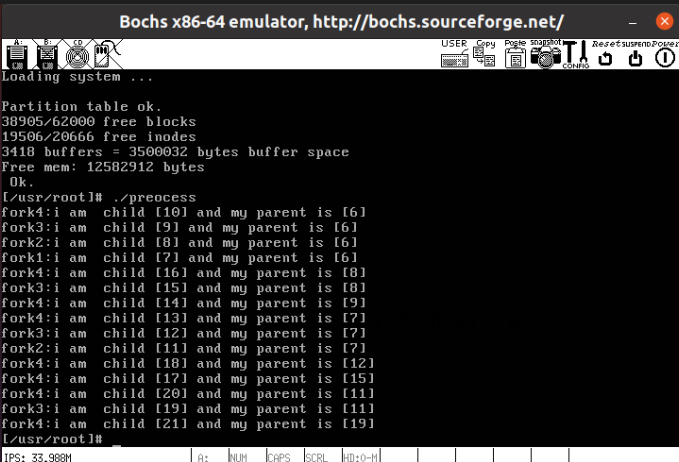 Bochs x86-64 emulator, http://bochs.sourceforge.net/
A: B: CD USER Copy Paste snapshot CONFIG Reset SUSPEND Power
Loading system ...
Partition table ok.
38905/62000 free blocks
19506/20666 free inodes
3418 buffers = 3500032 bytes buffer space
Free mem: 12582912 bytes
Ok.
[/usr/root]# ./preocess
fork4:i am  child [10] and my parent is [6]
fork3:i am  child [9] and my parent is [6]
fork2:i am  child [8] and my parent is [6]
fork1:i am  child [7] and my parent is [6]
fork4:i am  child [16] and my parent is [8]
fork3:i am  child [15] and my parent is [8]
fork4:i am  child [14] and my parent is [9]
fork4:i am  child [13] and my parent is [7]
fork3:i am  child [12] and my parent is [7]
fork2:i am  child [11] and my parent is [7]
fork4:i am  child [18] and my parent is [12]
fork4:i am  child [17] and my parent is [15]
fork4:i am  child [20] and my parent is [11]
fork3:i am  child [19] and my parent is [11]
fork4:i am  child [21] and my parent is [19]
[/usr/root]# _
IPS: 33.988M A: NUM CAPS SCRL HD:0-M